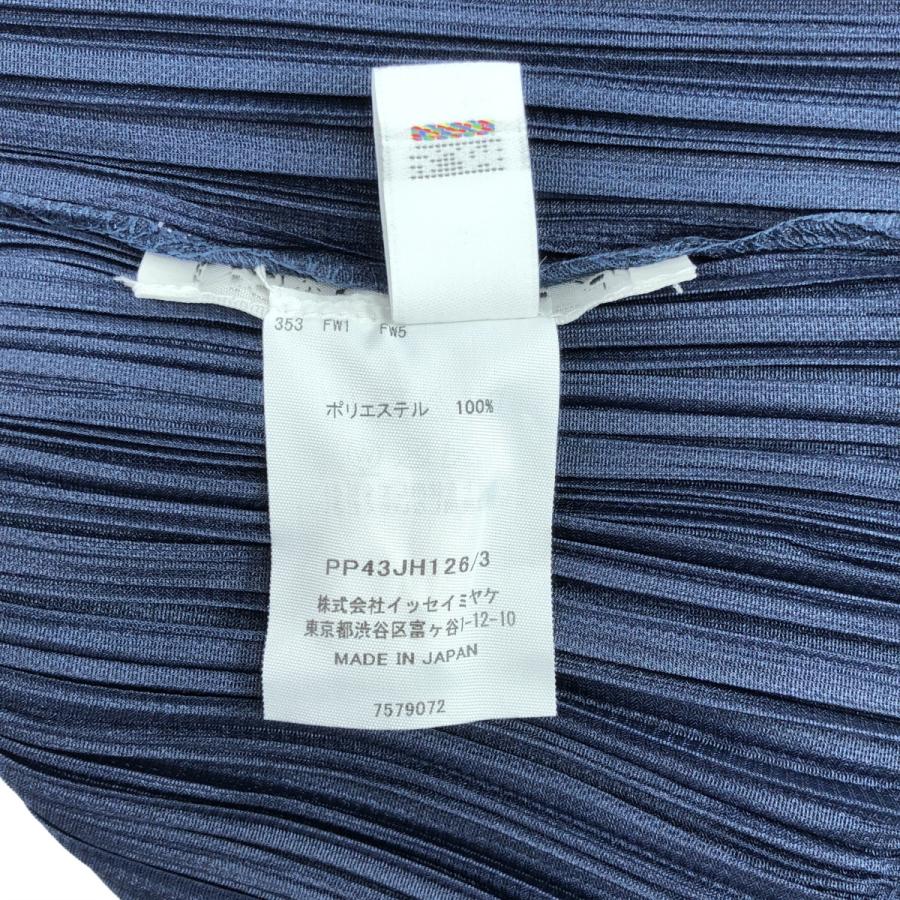 353 FW1 FW5
ポリエステル 100%
PP43JH126/3
株式会社イッセイミヤケ
東京都渋谷区富ヶ谷1-12-10
MADE IN JAPAN
7579072